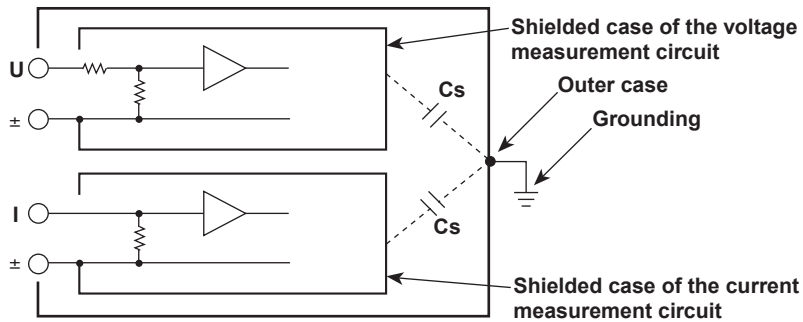 Shielded case of the voltage
measurement circuit
U
±
Cs
Outer case
Grounding
I
±
Cs
Shielded case of the current
measurement circuit